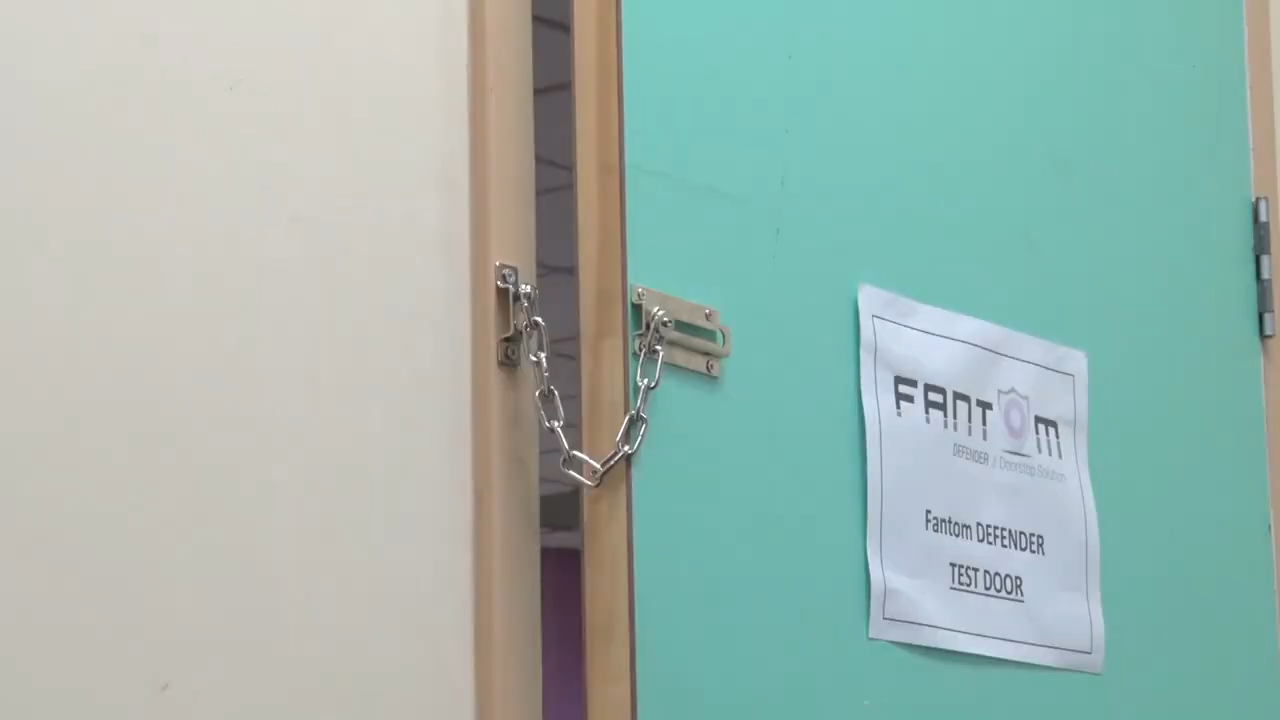 FANTOM
DEFENDER // Doorstop Solution
Fantom DEFENDER
TEST DOOR